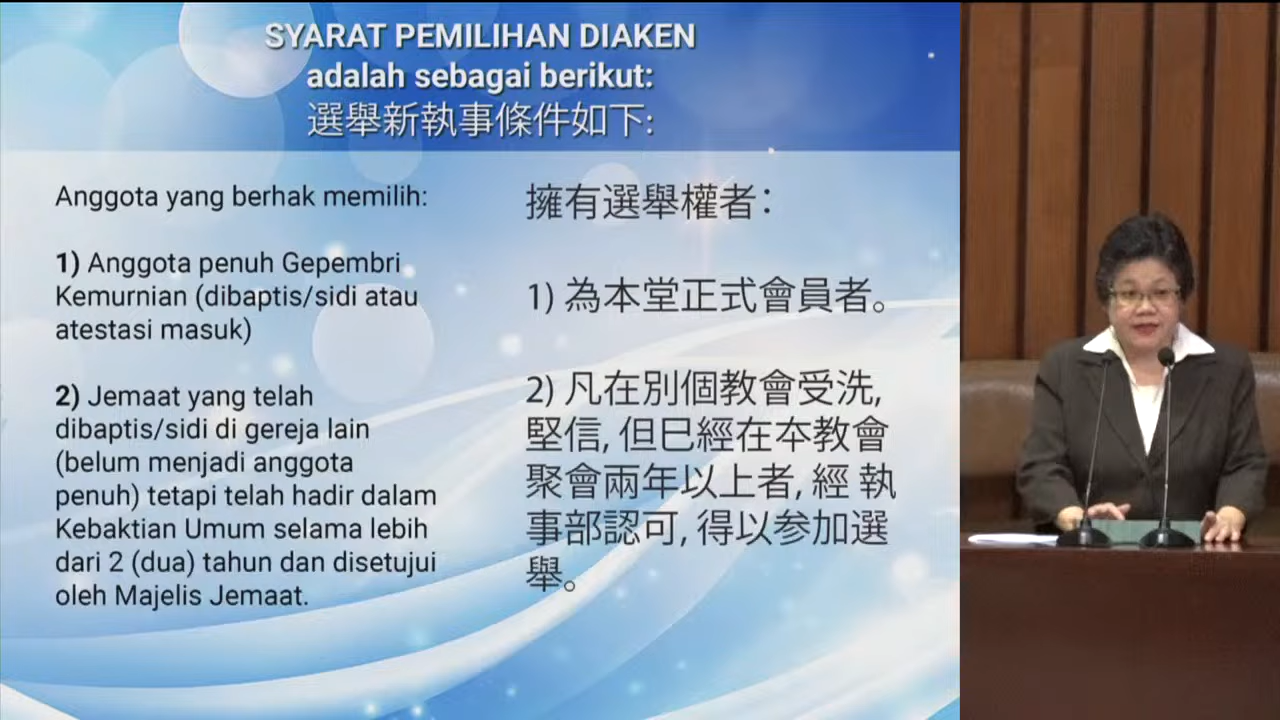 SYARAT PEMILIHAN DIAKEN
adalah sebagai berikut:
選舉新執事條件如下:
Anggota yang berhak memilih:
1) Anggota penuh Gepembri
Kemurnian (dibaptis/sidi atau
atestasi masuk)
2) Jemaat yang telah
dibaptis/sidi di gereja lain
(belum menjadi anggota
penuh) tetapi telah hadir dalam
Kebaktian Umum selama lebih
dari 2 (dua) tahun dan disetujui
oleh Majelis Jemaat.
擁有選舉權者：
1) 為本堂正式會員者。
2) 凡在別個教會受洗,
堅信, 但巳經在夲教會
聚會兩年以上者, 經 執
事部認可, 得以参加選
舉。